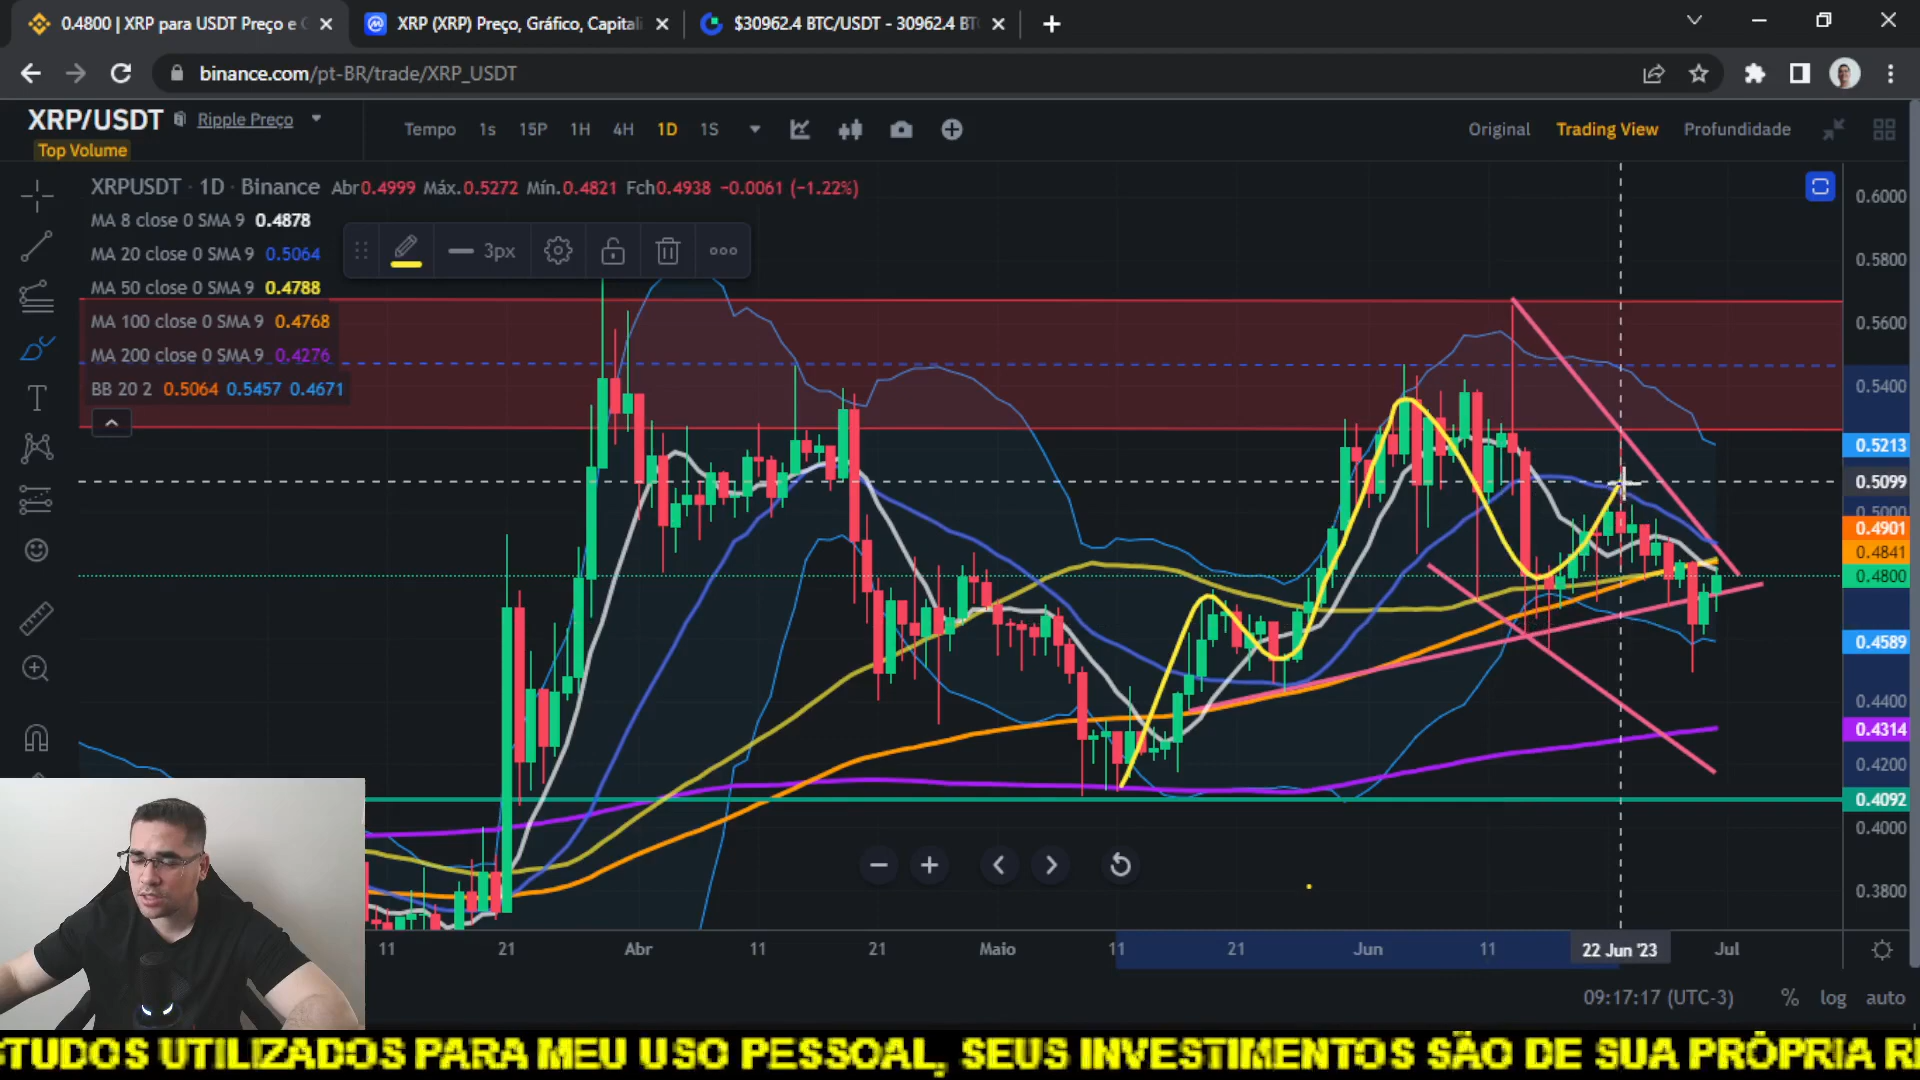 0.4800 | XRP para USDT Preço e
XRP (XRP) Preço, Gráfico, Capitali
$30962.4 BTC/USDT - 30962.4 BT
binance.com/pt-BR/trade/XRP_USDT
XRP/USDT
Ripple Preço
Top Volume
Tempo 1s 15P 1H 4H 1D 1S
Original Trading View Profundidade
XRPUSDT · 1D · Binance Abr0.4999 Máx.0.5272 Mín.0.4821 Fch0.4938 −0.0061 (−1.22%)
MA 8 close 0 SMA 9 0.4878
MA 20 close 0 SMA 9 0.5064
MA 50 close 0 SMA 9 0.4788
MA 100 close 0 SMA 9 0.4768
MA 200 close 0 SMA 9 0.4276
BB 20 2 0.5064 0.5457 0.4671
3px
0.6000
0.5800
0.5600
0.5400
0.5213
0.5099
0.5000
0.4901
0.4841
0.4800
0.4589
0.4400
0.4314
0.4200
0.4092
0.4000
0.3800
11 21 Abr 11 21 Maio 11 21 Jun 11 22 Jun '23 Jul
09:17:17 (UTC-3) % log auto
STUDOS UTILIZADOS PARA MEU USO PESSOAL, SEUS INVESTIMENTOS SÃO DE SUA PRÓPRIA